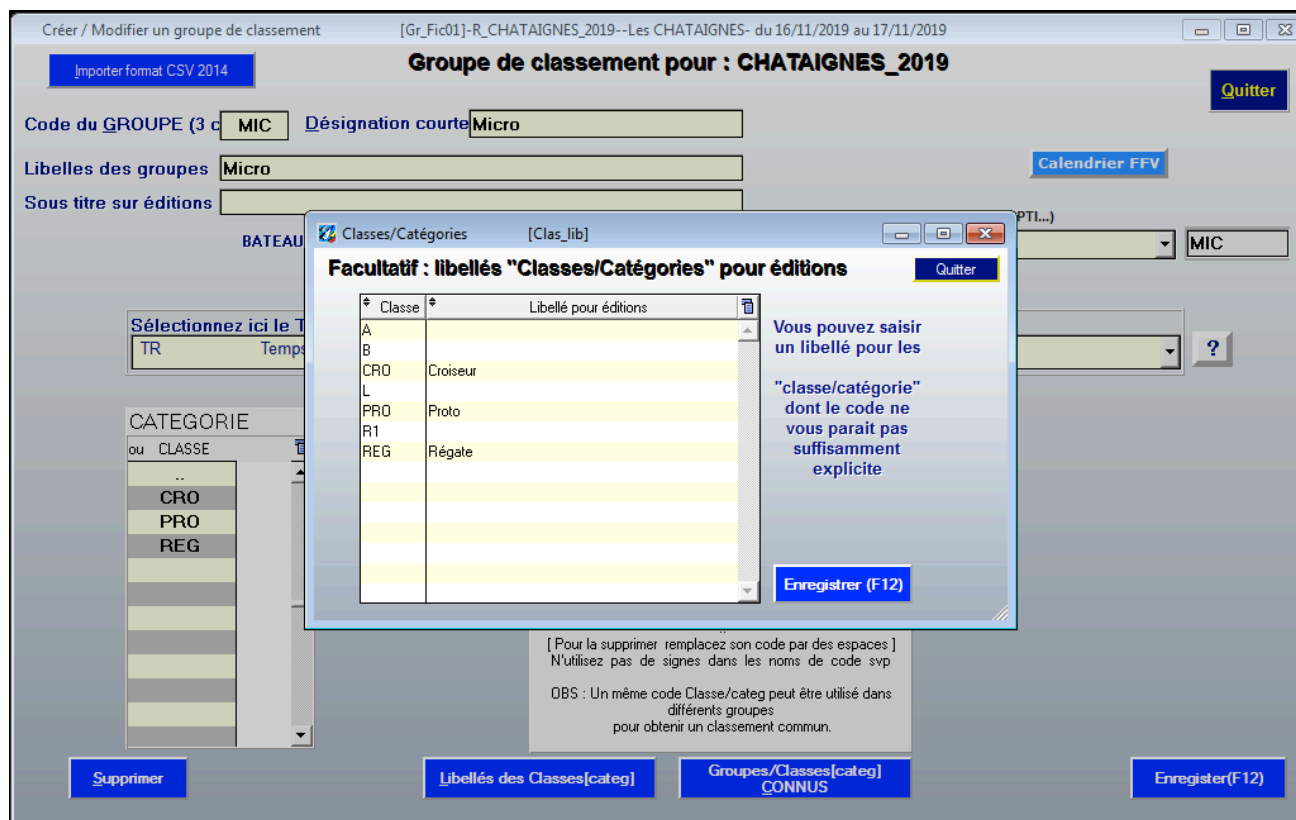 Créer / Modifier un groupe de classement [Gr_Fic01]-R_CHATAIGNES_2019--Les CHATAIGNES- du 16/11/2019 au 17/11/2019
Importer format CSV 2014
Groupe de classement pour : CHATAIGNES_2019
Quitter
Code du GROUPE (3 c MIC Désignation courte Micro
Libelles des groupes Micro
Calendrier FFV
Sous titre sur éditions
PTI...)
BATEAU
MIC
Classes/Catégories [Clas_lib]
Facultatif : libellés "Classes/Catégories" pour éditions
Quitter
Classe Libellé pour éditions
A
B
CRO Croiseur
L
PRO Proto
R1
REG Régate
Vous pouvez saisir
un libellé pour les
"classe/catégorie"
dont le code ne
vous parait pas
suffisamment
explicite
Enregistrer (F12)
Sélectionnez ici le T
TR Temps
?
CATEGORIE
ou CLASSE
..
CRO
PRO
REG
[ Pour la supprimer remplacez son code par des espaces ]
N'utilisez pas de signes dans les noms de code svp
OBS : Un même code Classe/categ peut être utilisé dans
différents groupes
pour obtenir un classement commun.
Supprimer
Libellés des Classes[categ]
Groupes/Classes[categ]
CONNUS
Enregister(F12)